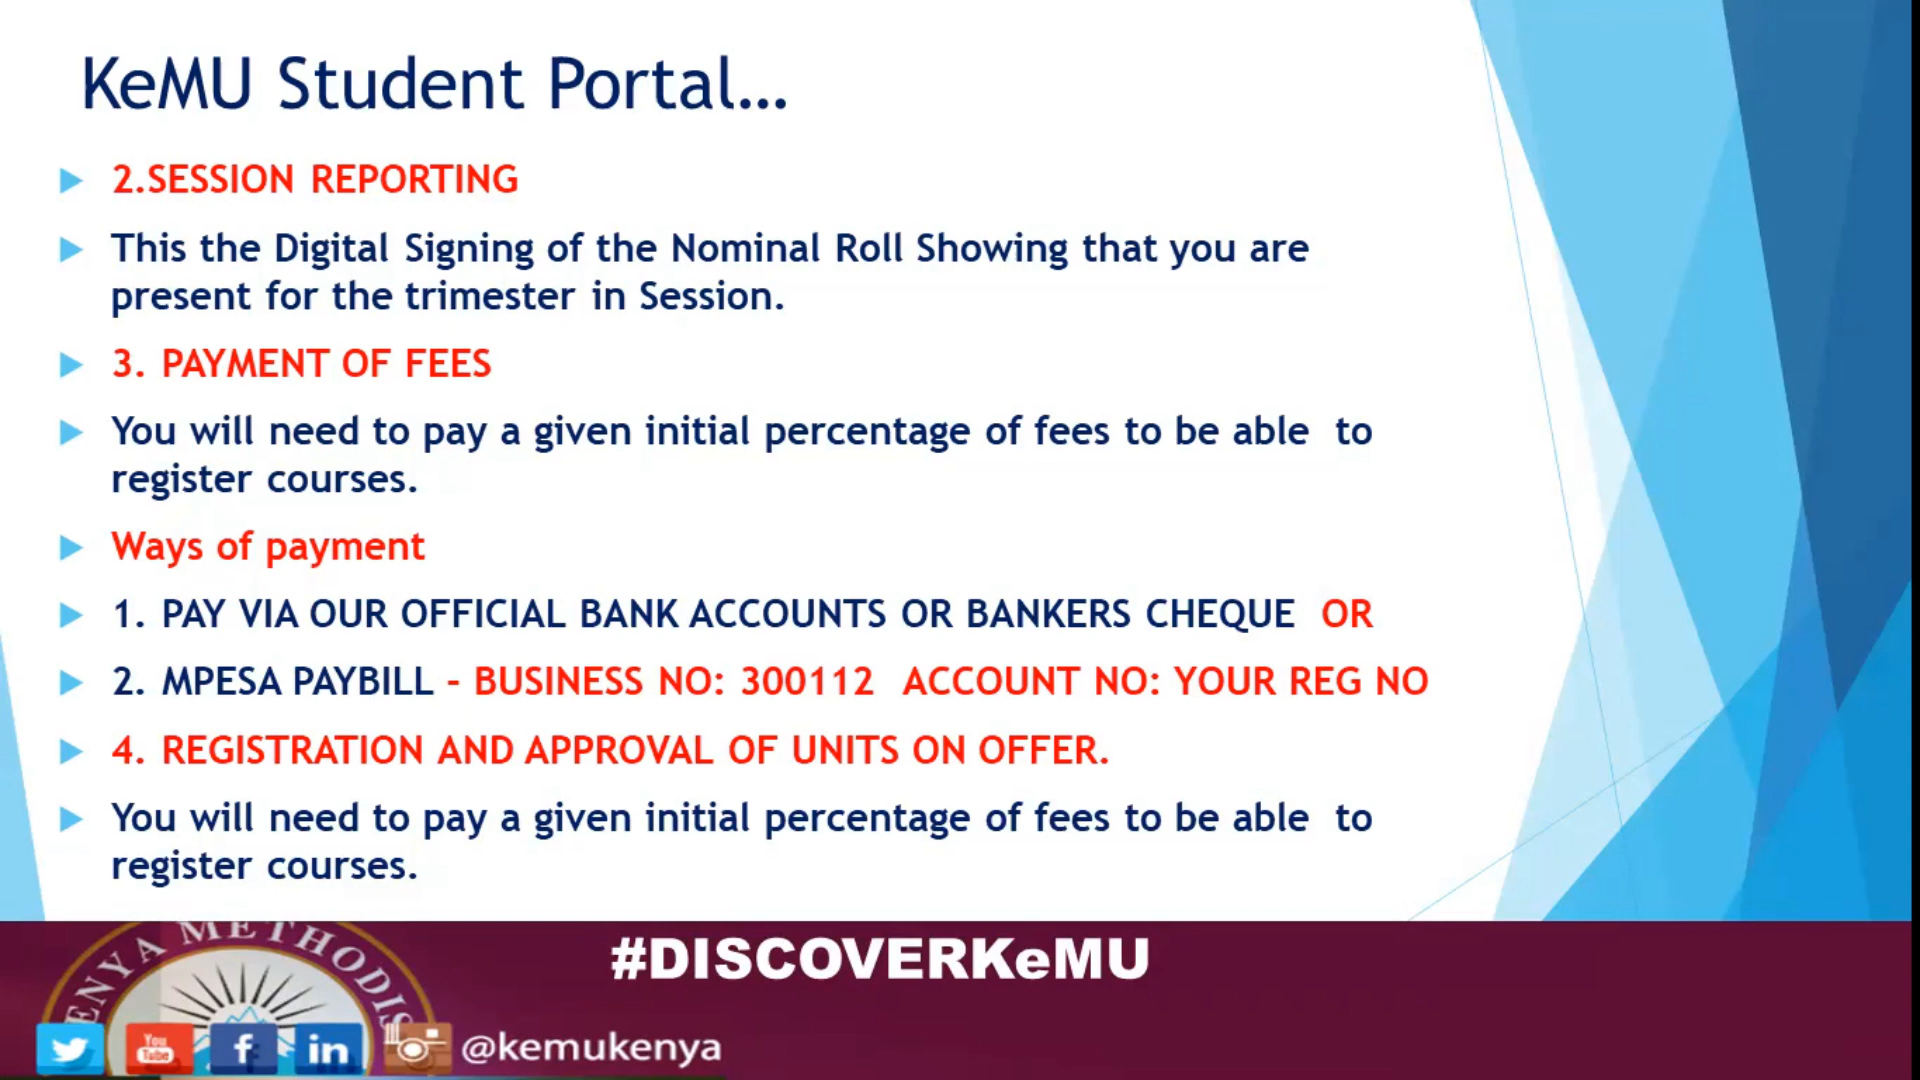 KeMU Student Portal...
2.SESSION REPORTING
This the Digital Signing of the Nominal Roll Showing that you are
present for the trimester in Session.
3. PAYMENT OF FEES
You will need to pay a given initial percentage of fees to be able to
register courses.
Ways of payment
1. PAY VIA OUR OFFICIAL BANK ACCOUNTS OR BANKERS CHEQUE OR
2. MPESA PAYBILL – BUSINESS NO: 300112 ACCOUNT NO: YOUR REG NO
4. REGISTRATION AND APPROVAL OF UNITS ON OFFER.
You will need to pay a given initial percentage of fees to be able to
register courses.
ENYA METHODIS
#DISCOVERKeMU
You
Tube
f
in
@kemukenya